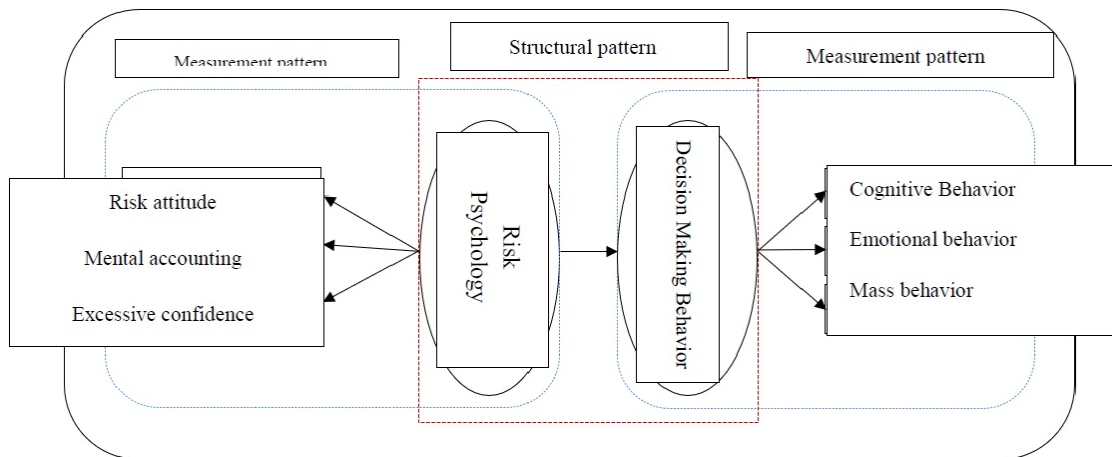 Measurement pattern
Structural pattern
Measurement pattern
Risk attitude
Mental accounting
Excessive confidence
Risk
Psychology
Decision Making Behavior
Cognitive Behavior
Emotional behavior
Mass behavior